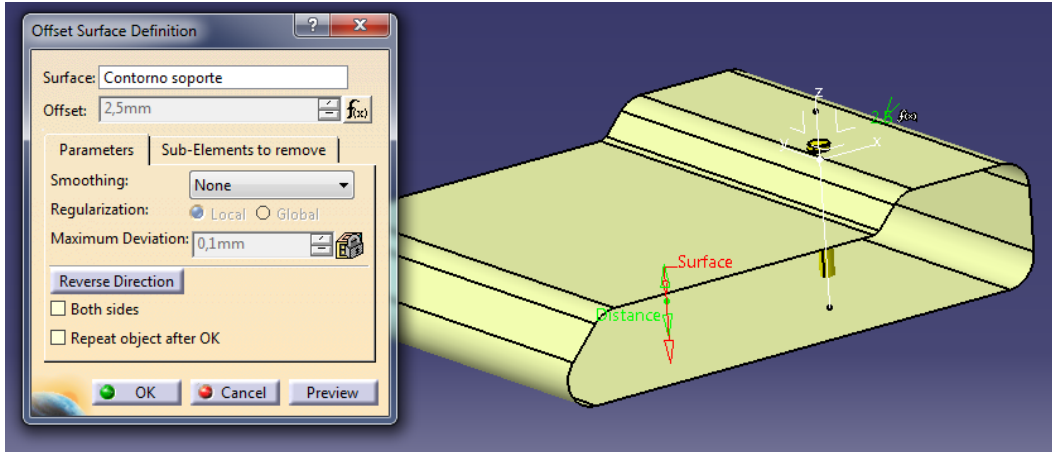 Offset Surface Definition
?
X
Surface: Contorno soporte
Offset: 2,5mm
f(x)
Parameters
Sub-Elements to remove
Smoothing: None
Regularization: Local Global
Maximum Deviation: 0,1mm
Reverse Direction
Both sides
Repeat object after OK
OK
Cancel
Preview
z
2.5 f(x)
y
x
Surface
Distance